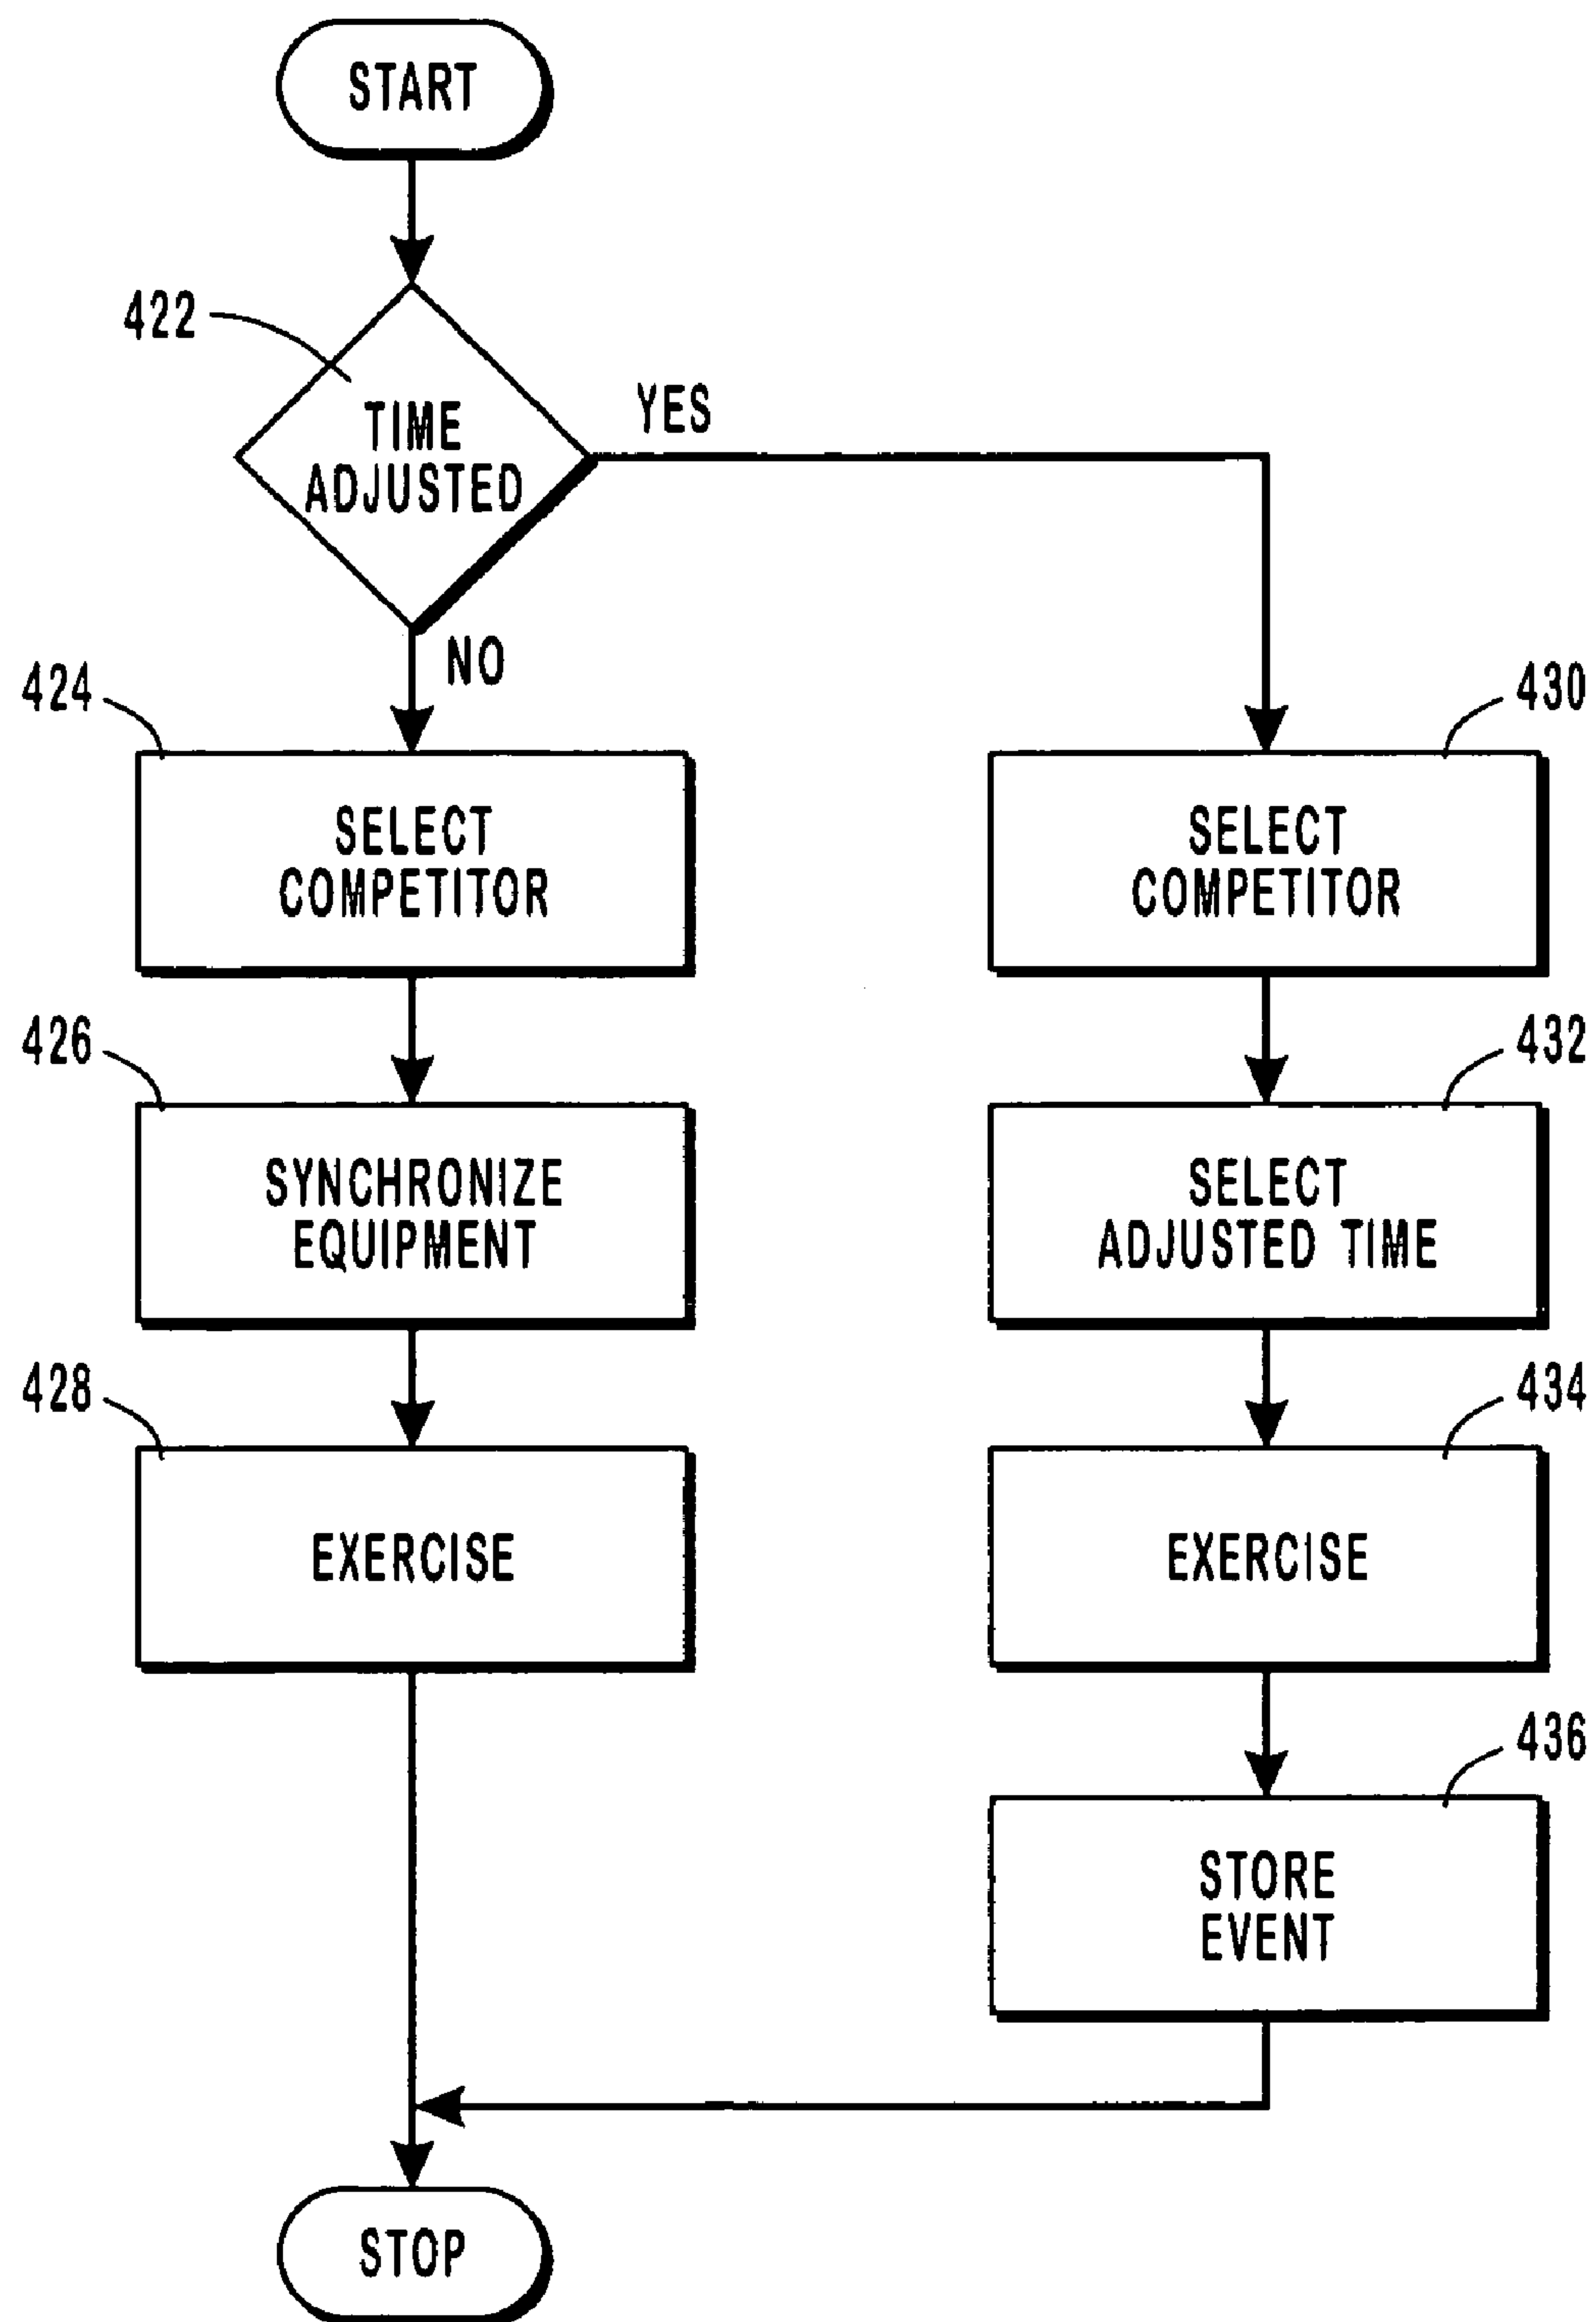 START
422
TIME
ADJUSTED
YES
NO
424
SELECT
COMPETITOR
430
SELECT
COMPETITOR
426
SYNCHRONIZE
EQUIPMENT
432
SELECT
ADJUSTED TIME
428
EXERCISE
434
EXERCISE
436
STORE
EVENT
STOP